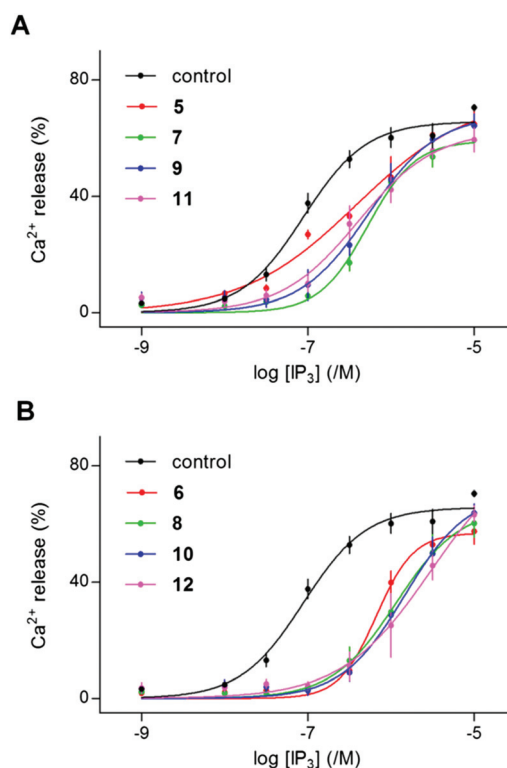 A
control
5
7
9
11
80
40
0
Ca²⁺ release (%)
-9
-7
-5
log [IP₃] (/M)
B
control
6
8
10
12
80
40
0
Ca²⁺ release (%)
-9
-7
-5
log [IP₃] (/M)